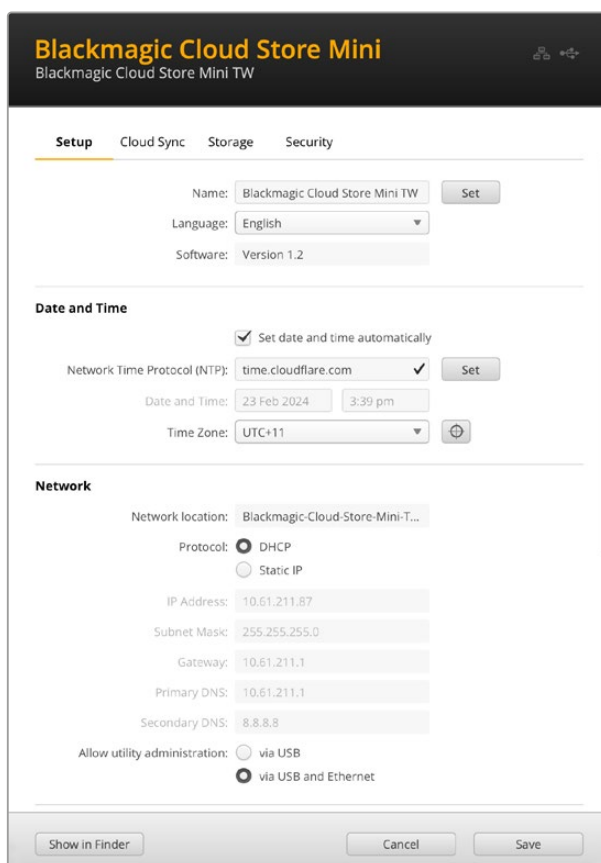 Blackmagic Cloud Store Mini
Blackmagic Cloud Store Mini TW
Setup Cloud Sync Storage Security
Name: Blackmagic Cloud Store Mini TW Set
Language: English
Software: Version 1.2
Date and Time
Set date and time automatically
Network Time Protocol (NTP): time.cloudflare.com Set
Date and Time: 23 Feb 2024 3:39 pm
Time Zone: UTC+11
Network
Network location: Blackmagic-Cloud-Store-Mini-T...
Protocol: DHCP
Static IP
IP Address: 10.61.211.87
Subnet Mask: 255.255.255.0
Gateway: 10.61.211.1
Primary DNS: 10.61.211.1
Secondary DNS: 8.8.8.8
Allow utility administration: via USB
via USB and Ethernet
Show in Finder Cancel Save